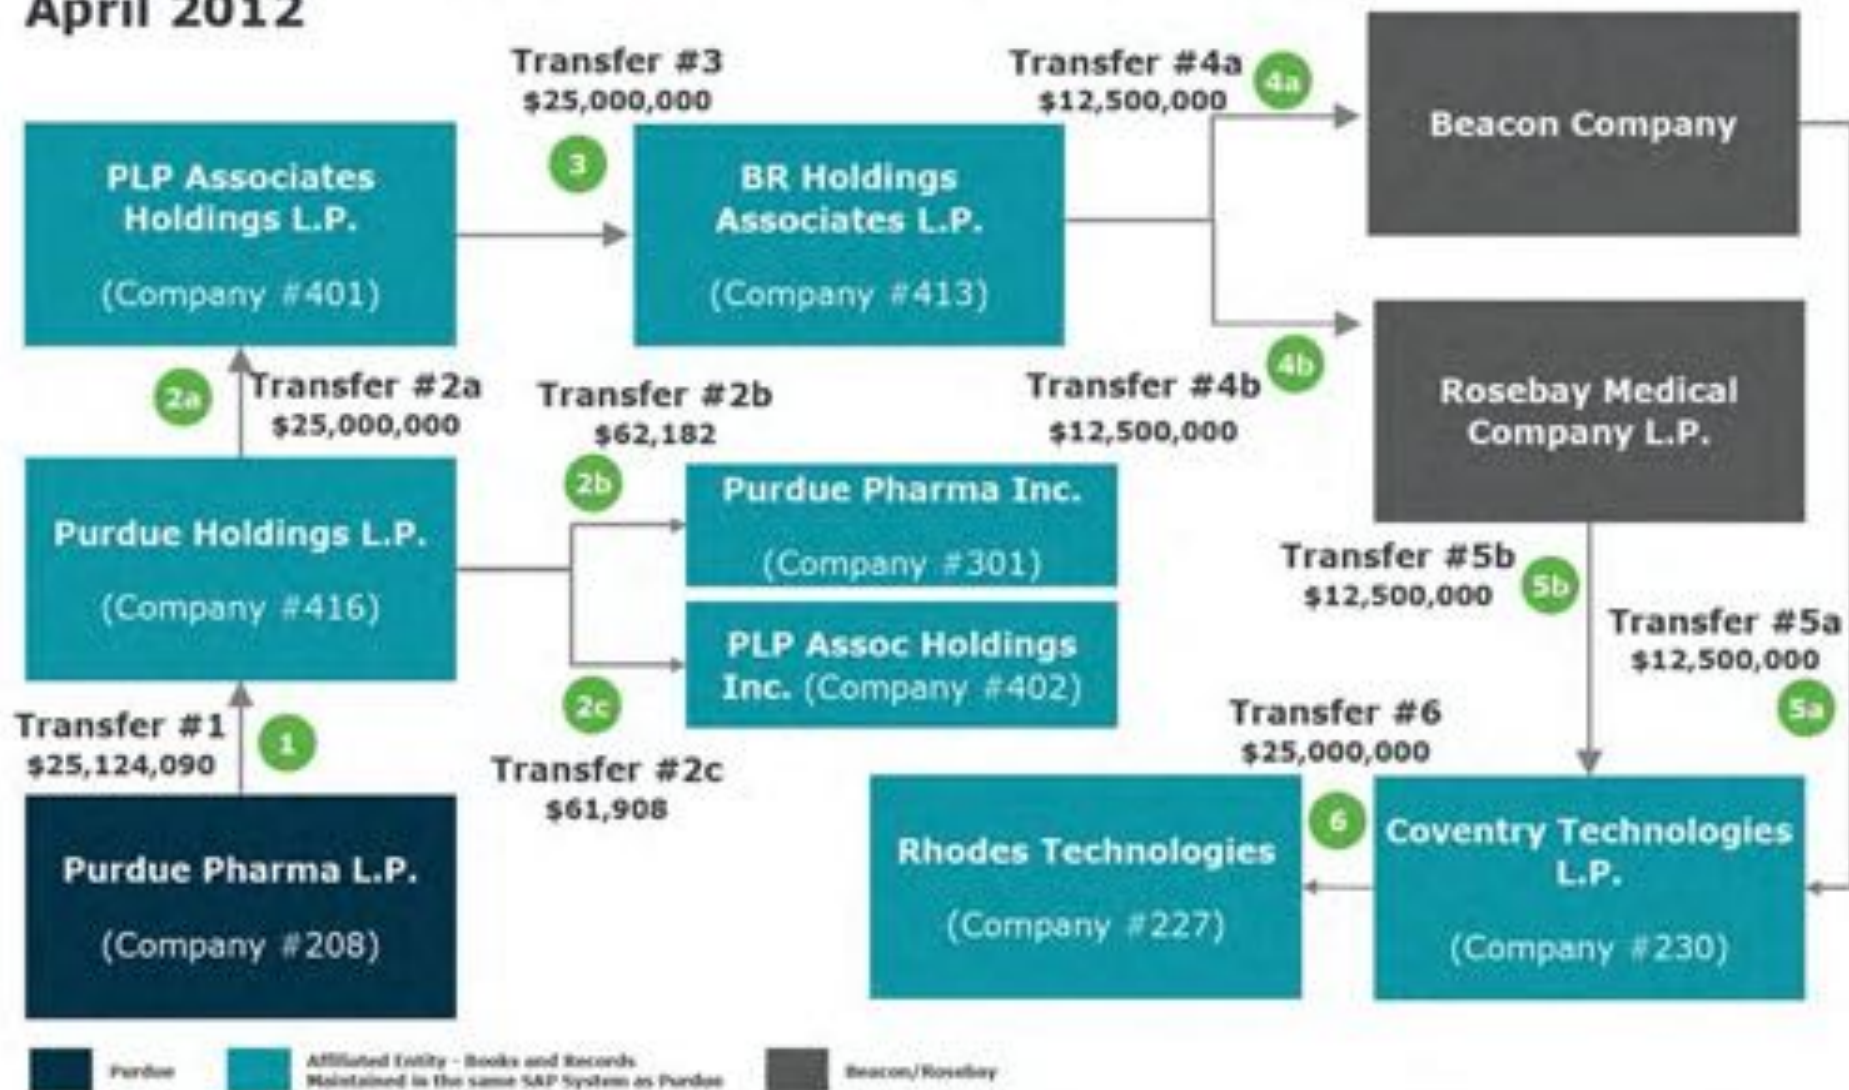 April 2012
Transfer #3
$25,000,000
3
Transfer #4a
$12,500,000
4a
Beacon Company
PLP Associates
Holdings L.P.
(Company #401)
BR Holdings
Associates L.P.
(Company #413)
2a
Transfer #2a
$25,000,000
Transfer #2b
$62,182
2b
Transfer #4b
$12,500,000
4b
Rosebay Medical
Company L.P.
Purdue Holdings L.P.
(Company #416)
Purdue Pharma Inc.
(Company #301)
PLP Assoc Holdings
Inc. (Company #402)
2c
Transfer #2c
$61,908
Transfer #5b
$12,500,000
5b
Transfer #5a
$12,500,000
5a
Transfer #1
$25,124,090
1
Transfer #6
$25,000,000
6
Purdue Pharma L.P.
(Company #208)
Rhodes Technologies
(Company #227)
Coventry Technologies
L.P.
(Company #230)
Purdue
Affiliated Entity - Books and Records
Maintained in the same SAP System as Purdue
Beacon/Rosebay